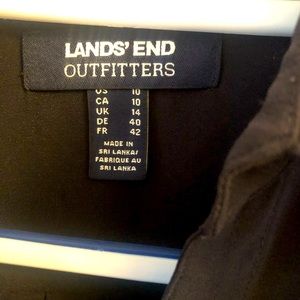 LANDS' END
OUTFITTERS
US 10
CA 10
UK 14
DE 40
FR 42
MADE IN
SRI LANKA/
FABRIQUE AU
SRI LANKA